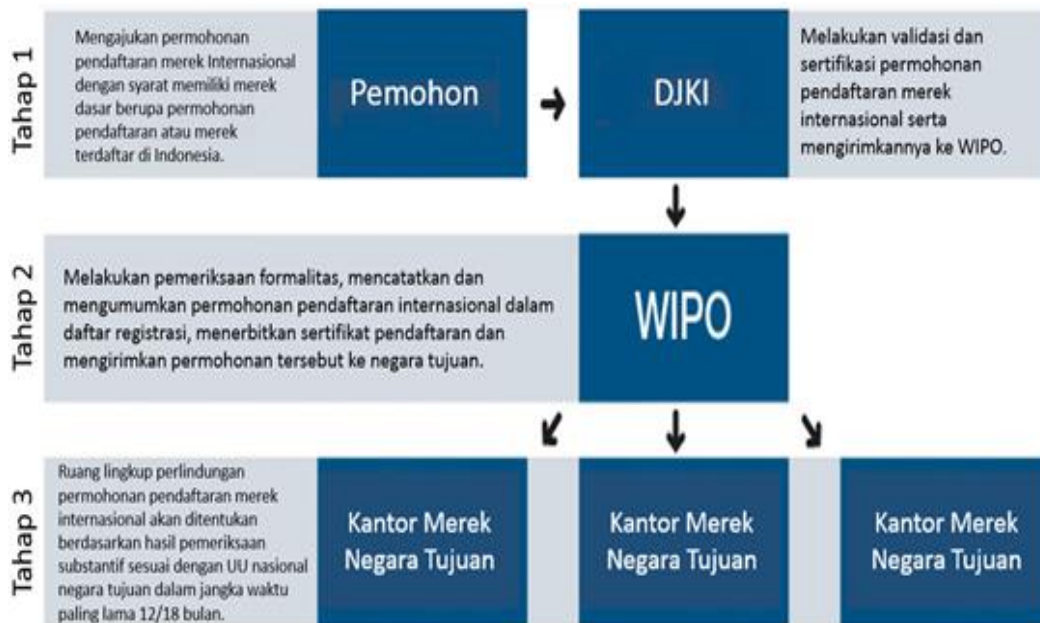 Tahap 1
Mengajukan permohonan
pendaftaran merek Internasional
dengan syarat memiliki merek
dasar berupa permohonan
pendaftaran atau merek
terdaftar di Indonesia.
Pemohon
DJKI
Melakukan validasi dan
sertifikasi permohonan
pendaftaran merek
internasional serta
mengirimkannya ke WIPO.
Tahap 2
Melakukan pemeriksaan formalitas, mencatatkan dan
mengumumkan permohonan pendaftaran internasional dalam
daftar registrasi, menerbitkan sertifikat pendaftaran dan
mengirimkan permohonan tersebut ke negara tujuan.
WIPO
Tahap 3
Ruang lingkup perlindungan
permohonan pendaftaran merek
internasional akan ditentukan
berdasarkan hasil pemeriksaan
substantif sesuai dengan UU nasional
negara tujuan dalam jangka waktu
paling lama 12/18 bulan.
Kantor Merek
Negara Tujuan
Kantor Merek
Negara Tujuan
Kantor Merek
Negara Tujuan